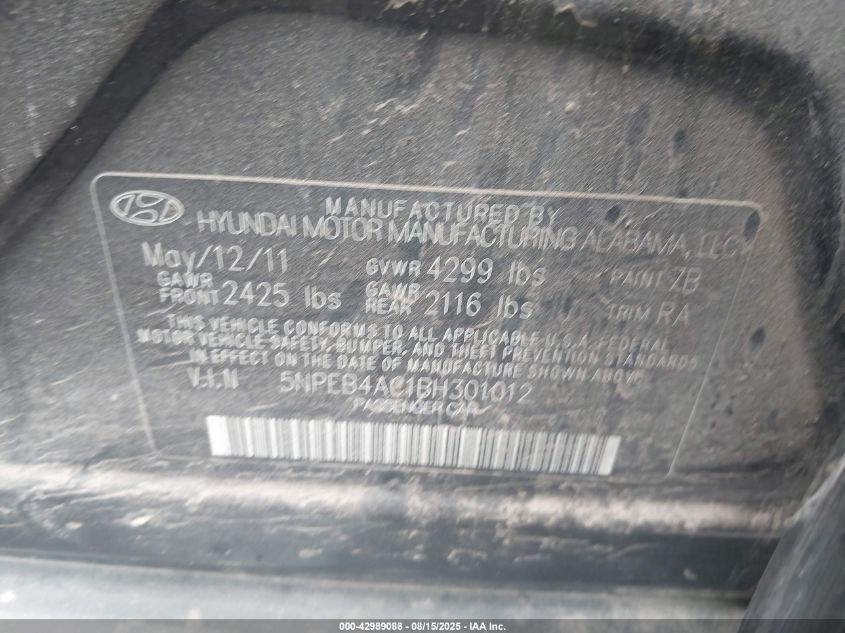 MANUFACTURED BY
HYUNDAI MOTOR MANUFACTURING ALABAMA, LLC
May/12/11 GVWR 4299 lbs PAINT ZB
GAWR FRONT 2425 lbs GAWR REAR 2116 lbs TRIM RA
THIS VEHICLE CONFORMS TO ALL APPLICABLE U.S.A. FEDERAL
MOTOR VEHICLE SAFETY, BUMPER, AND THEFT PREVENTION STANDARDS
IN EFFECT ON THE DATE OF MANUFACTURE SHOWN ABOVE.
V.I.N 5NPEB4AC1BH301012
PASSENGER CAR
000-42989088 - 08/15/2025 - IAA Inc.